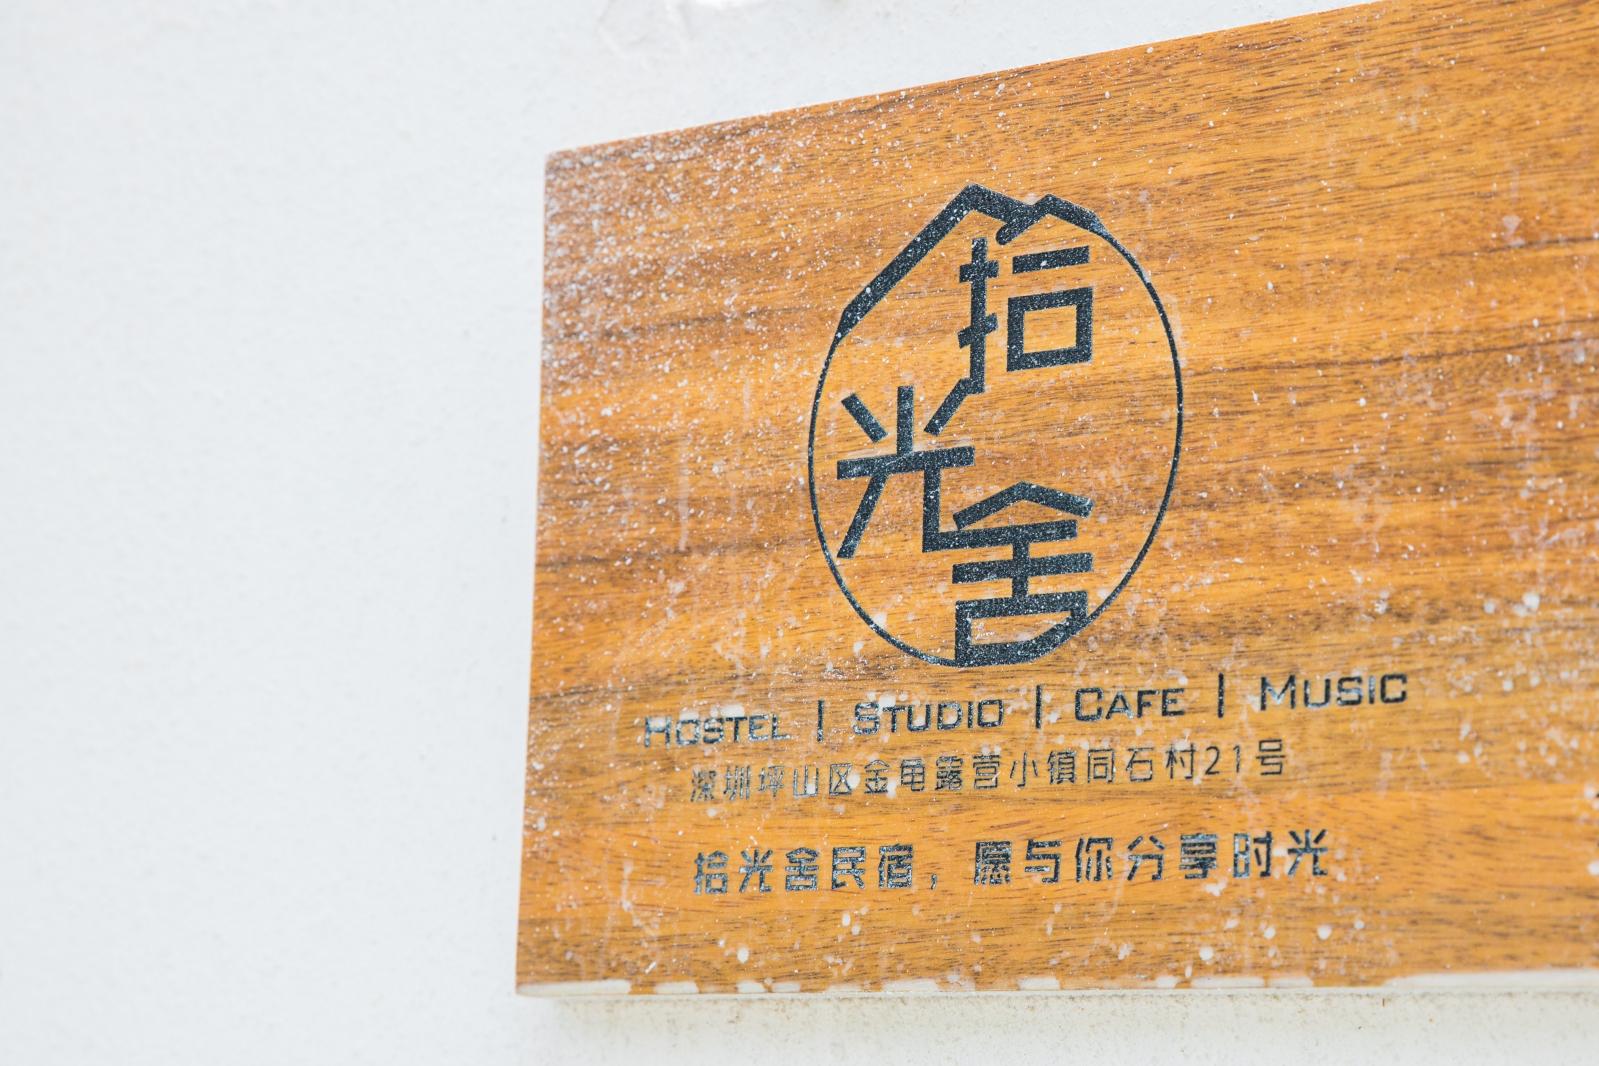 拾光舍
HOSTEL | STUDIO | CAFE | MUSIC
深圳坪山区金龟露营小镇同石村21号
拾光舍民宿，愿与你分享时光